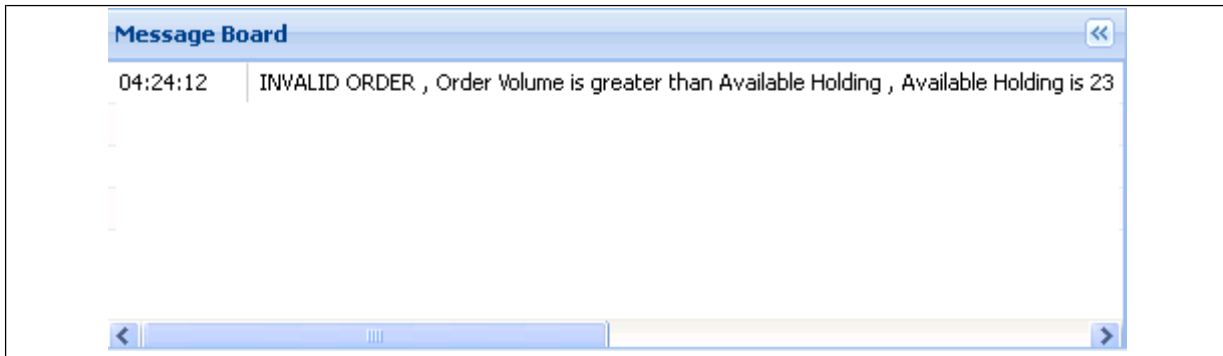 Message Board
04:24:12 INVALID ORDER , Order Volume is greater than Available Holding , Available Holding is 23